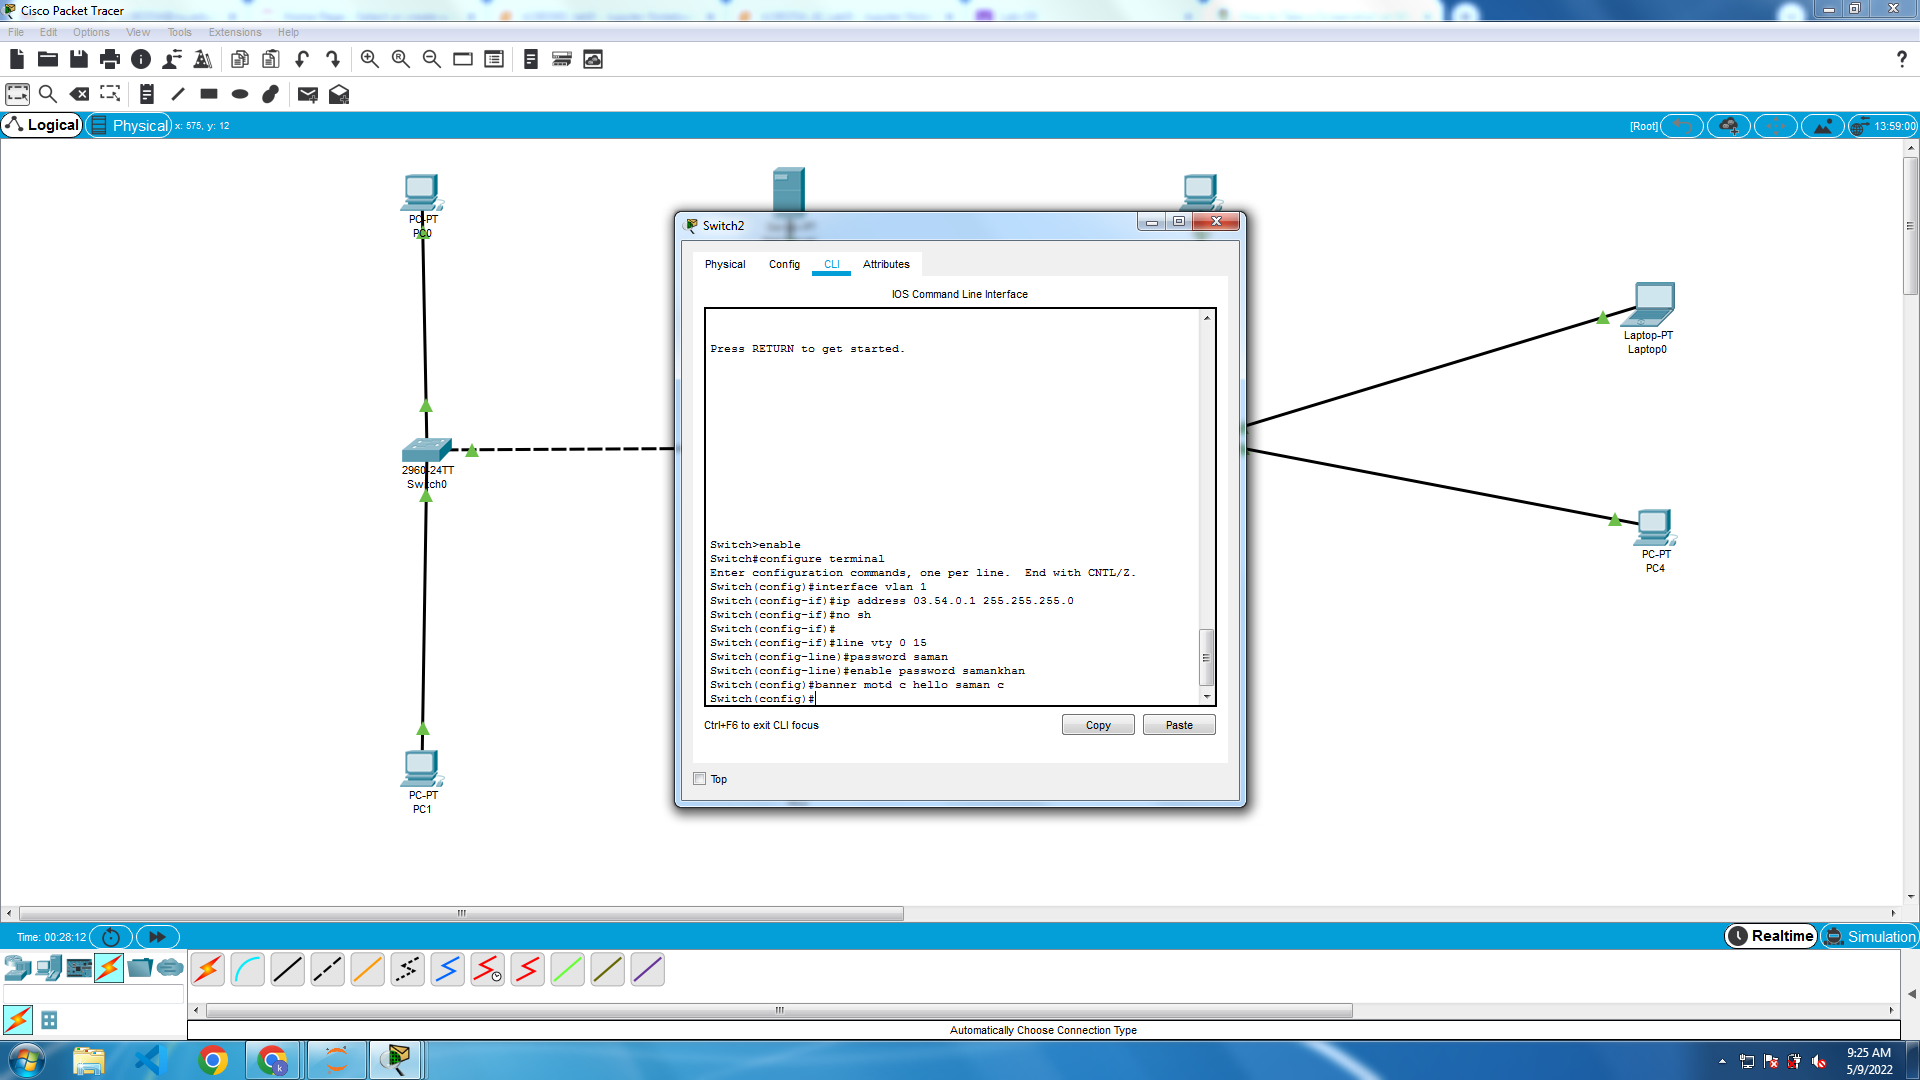 Cisco Packet Tracer
File Edit Options View Tools Extensions Help
Logical
Physical x: 575, y: 12
[Root]
13:59:00
PC-PT
PC0
2960-24TT
Switch0
PC-PT
PC1
Laptop-PT
Laptop0
PC-PT
PC4
Switch2
Physical Config CLI Attributes
IOS Command Line Interface
Press RETURN to get started.
Switch>enable
Switch#configure terminal
Enter configuration commands, one per line.  End with CNTL/Z.
Switch(config)#interface vlan 1
Switch(config-if)#ip address 03.54.0.1 255.255.255.0
Switch(config-if)#no sh
Switch(config-if)#
Switch(config-if)#line vty 0 15
Switch(config-line)#password saman
Switch(config-line)#enable password samankhan
Switch(config)#banner motd c hello saman c
Switch(config)#
Ctrl+F6 to exit CLI focus
Copy
Paste
Top
Time: 00:28:12
Realtime
Simulation
Automatically Choose Connection Type
9:25 AM
5/9/2022